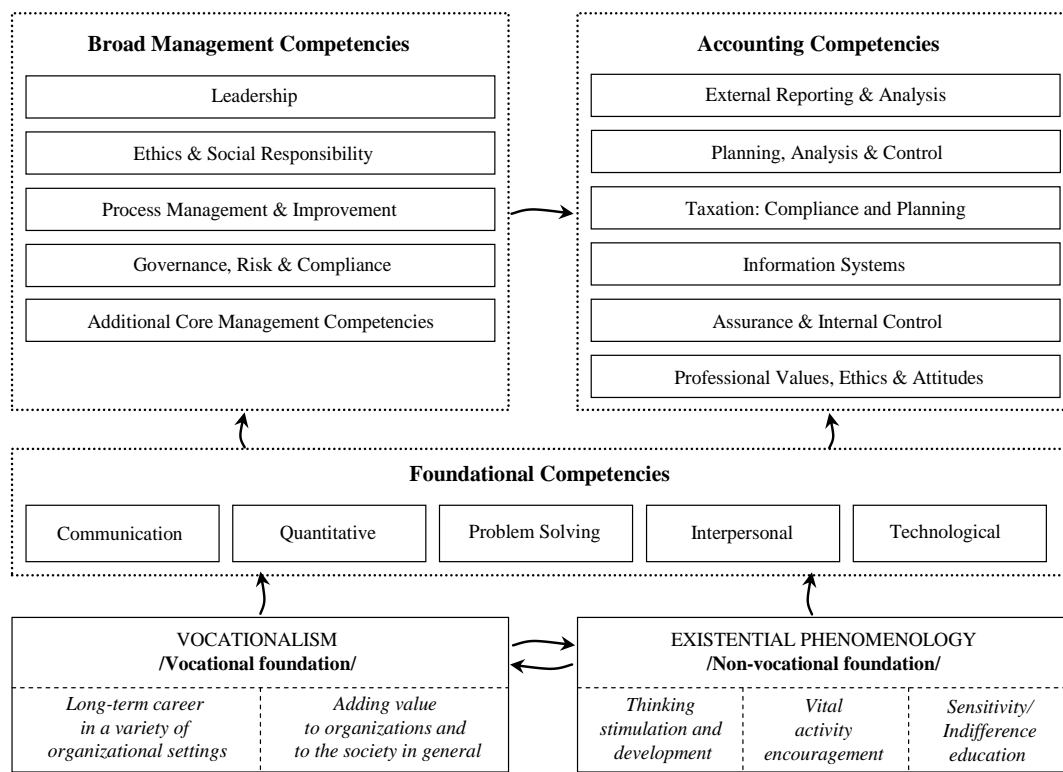 Broad Management Competencies
Leadership
Ethics & Social Responsibility
Process Management & Improvement
Governance, Risk & Compliance
Additional Core Management Competencies
Accounting Competencies
External Reporting & Analysis
Planning, Analysis & Control
Taxation: Compliance and Planning
Information Systems
Assurance & Internal Control
Professional Values, Ethics & Attitudes
Foundational Competencies
Communication
Quantitative
Problem Solving
Interpersonal
Technological
VOCATIONALISM
/Vocational foundation/
Long-term career
in a variety of
organizational settings
Adding value
to organizations and
to the society in general
EXISTENTIAL PHENOMENOLOGY
/Non-vocational foundation/
Thinking
stimulation and
development
Vital
activity
encouragement
Sensitivity/
Indifference
education